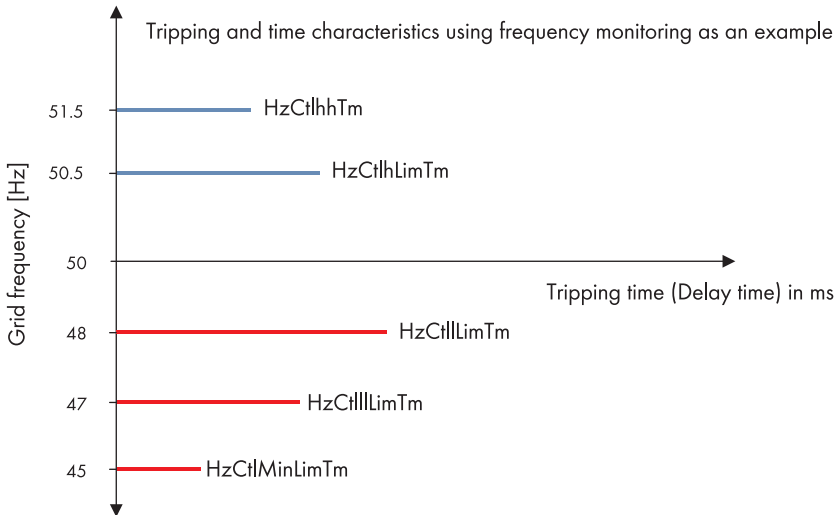 Tripping and time characteristics using frequency monitoring as an example
51.5
HzCtlhhTm
50.5
HzCtlhLimTm
Grid frequency [Hz]
50
Tripping time (Delay time) in ms
48
HzCtllLimTm
47
HzCtlllLimTm
45
HzCtlMinLimTm